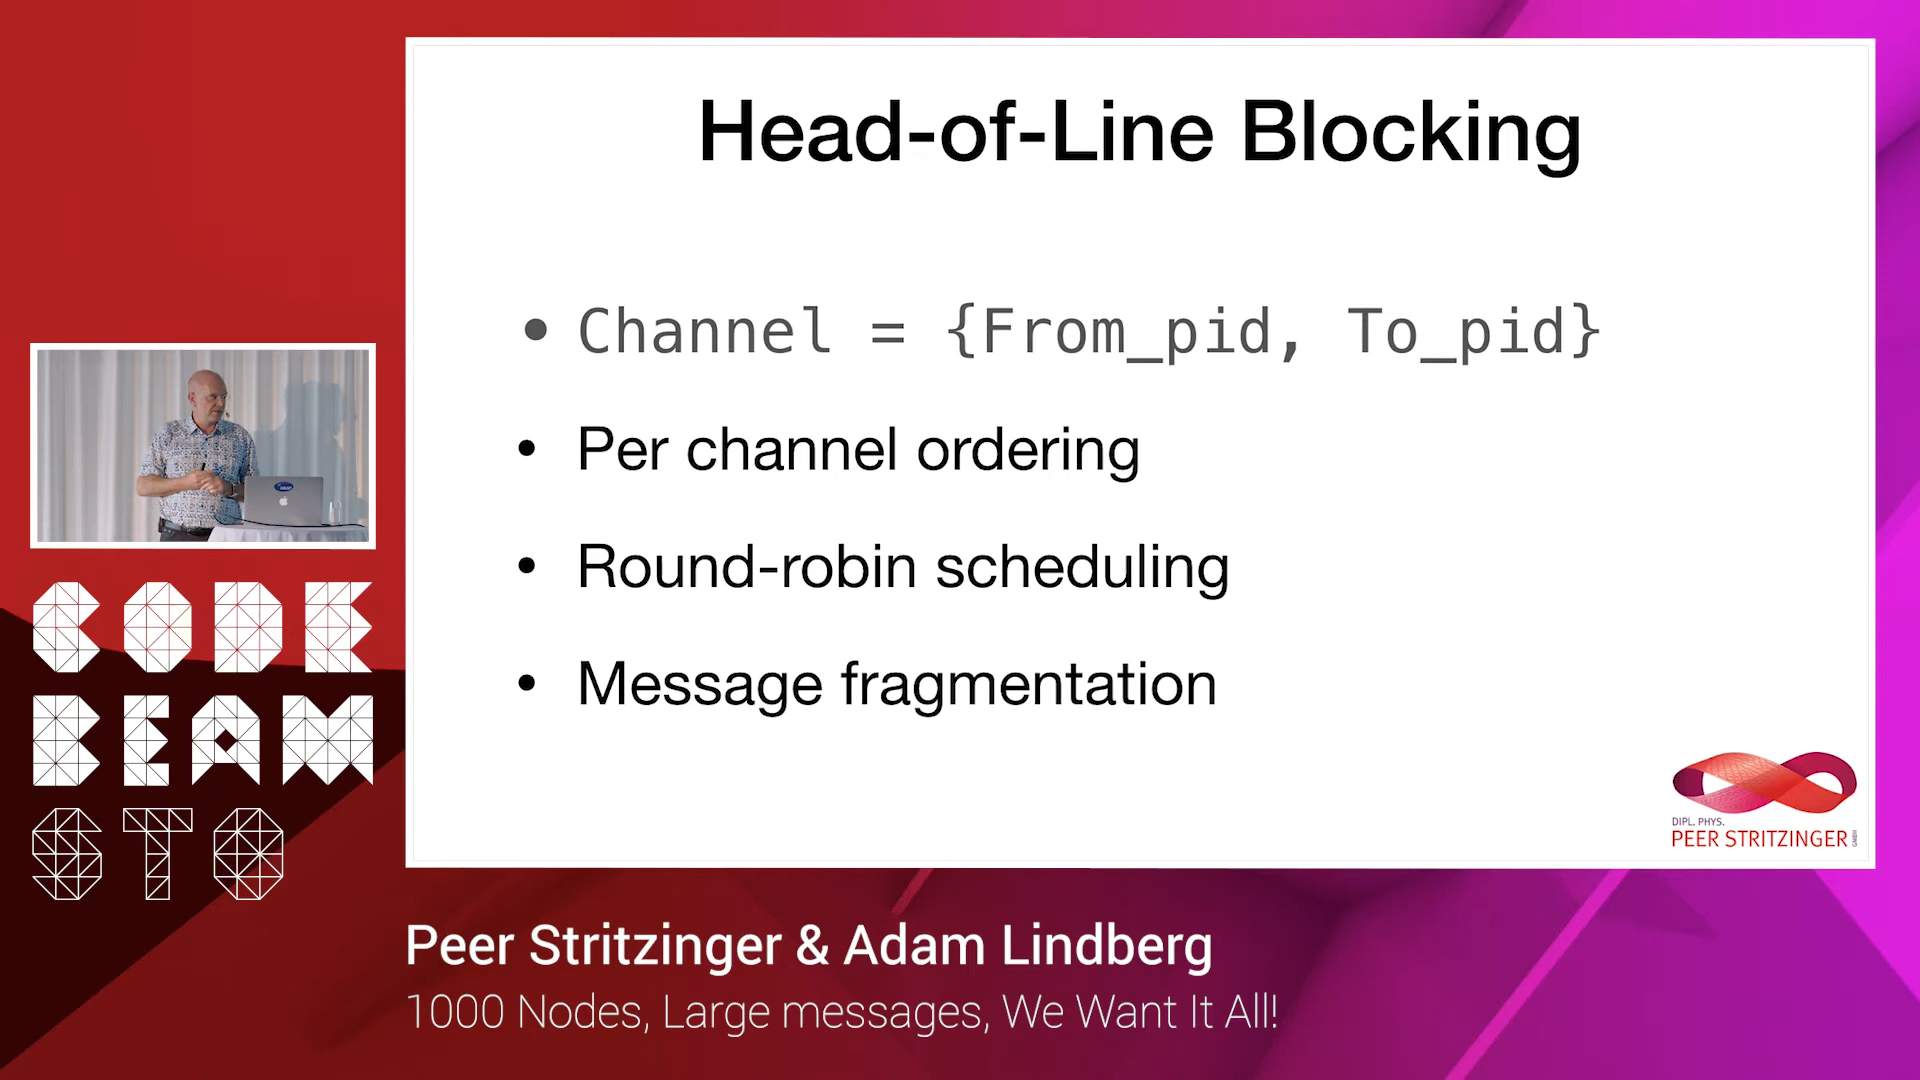 Head-of-Line Blocking
• Channel = {From_pid, To_pid}
• Per channel ordering
• Round-robin scheduling
• Message fragmentation
DIPL. PHYS.
PEER STRITZINGER GMBH
CODE
BEAM
STO
Peer Stritzinger & Adam Lindberg
1000 Nodes, Large messages, We Want It All!